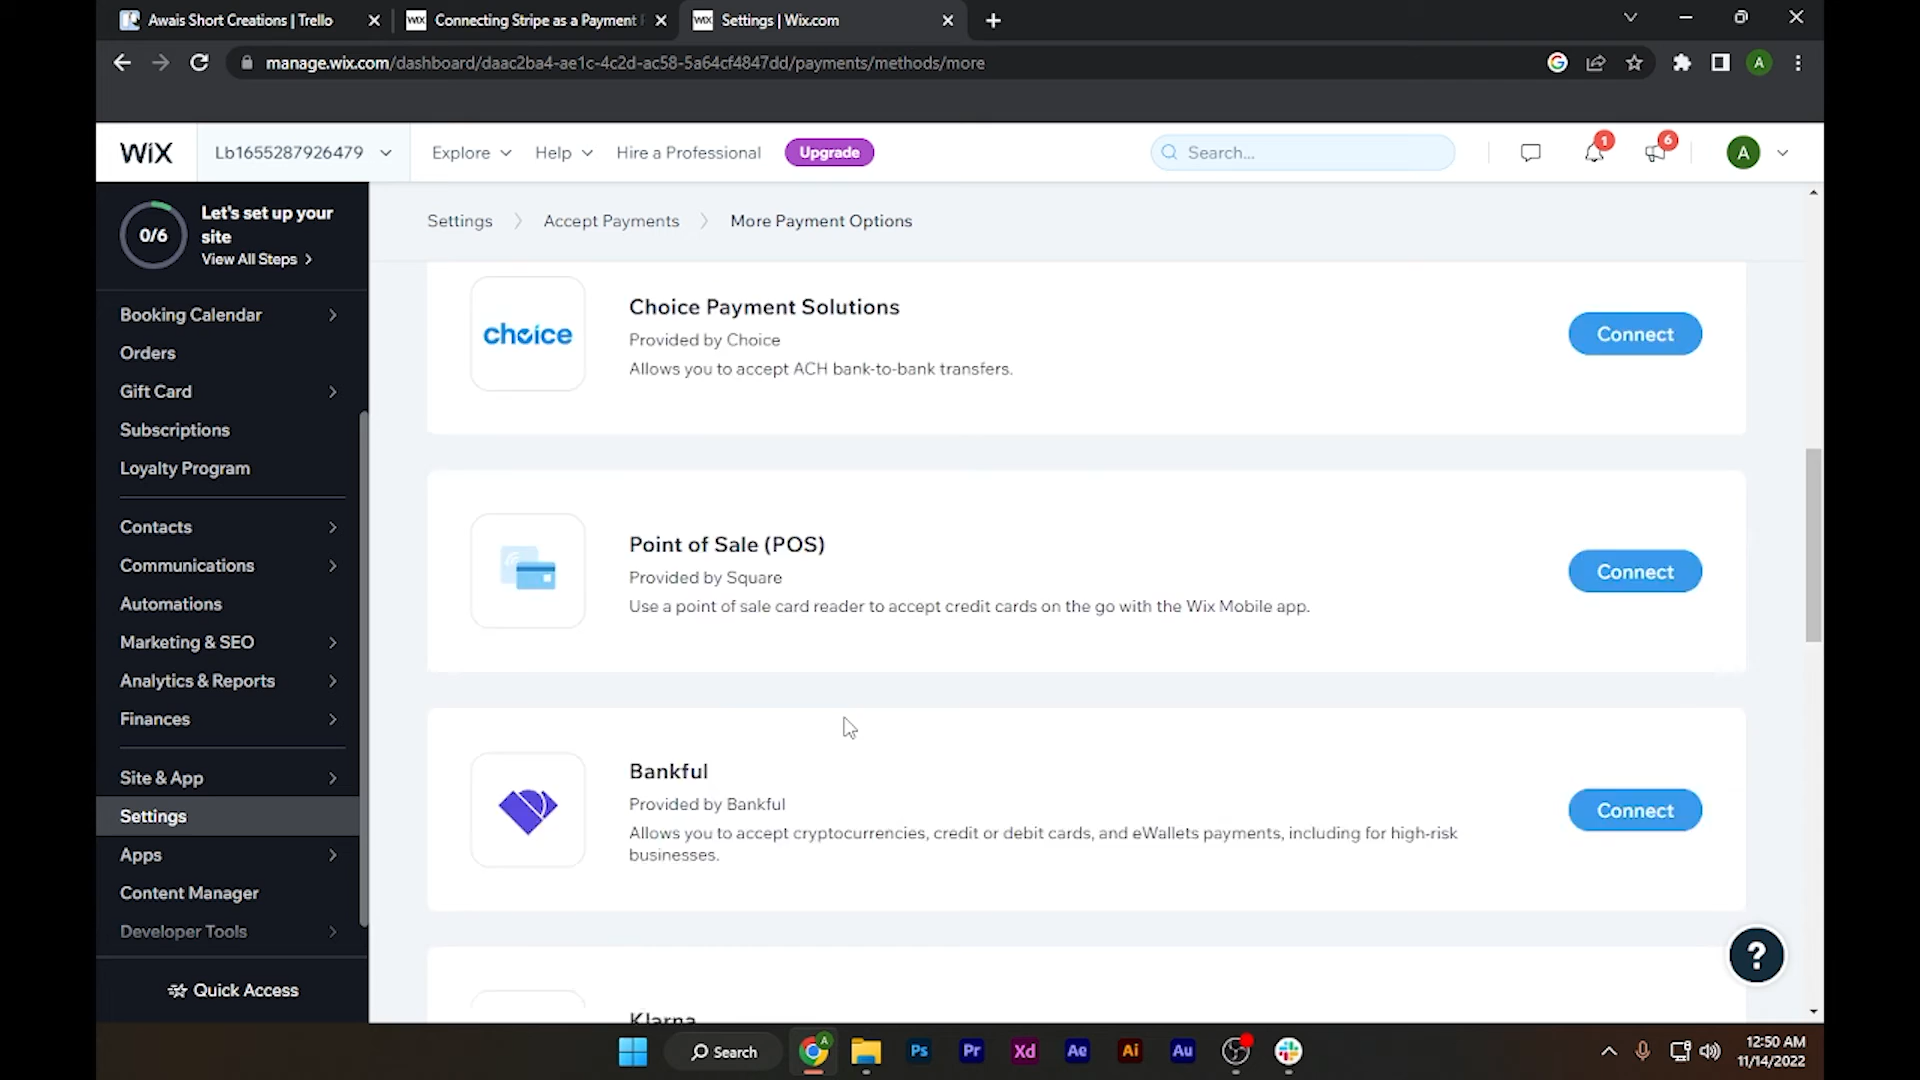 Awais Short Creations | Trello
WiX
Connecting Stripe as a Payment
WiX
Settings | Wix.com
manage.wix.com/dashboard/daac2ba4-ae1c-4c2d-ac58-5a64cf4847dd/payments/methods/more
A
WiX
Lb1655287926479
Explore
Help
Hire a Professional
Upgrade
Search...
1
6
A
0/6
Let's set up your
site
View All Steps
Booking Calendar
Orders
Gift Card
Subscriptions
Loyalty Program
Contacts
Communications
Automations
Marketing & SEO
Analytics & Reports
Finances
Site & App
Settings
Apps
Content Manager
Developer Tools
Quick Access
Settings
Accept Payments
More Payment Options
choice
Choice Payment Solutions
Provided by Choice
Allows you to accept ACH bank-to-bank transfers.
Connect
Point of Sale (POS)
Provided by Square
Use a point of sale card reader to accept credit cards on the go with the Wix Mobile app.
Connect
Bankful
Provided by Bankful
Allows you to accept cryptocurrencies, credit or debit cards, and eWallets payments, including for high-risk
businesses.
Connect
Klarna
?
Search
A
Ps
Pr
Xd
Ae
Ai
Au
12:50 AM
11/14/2022